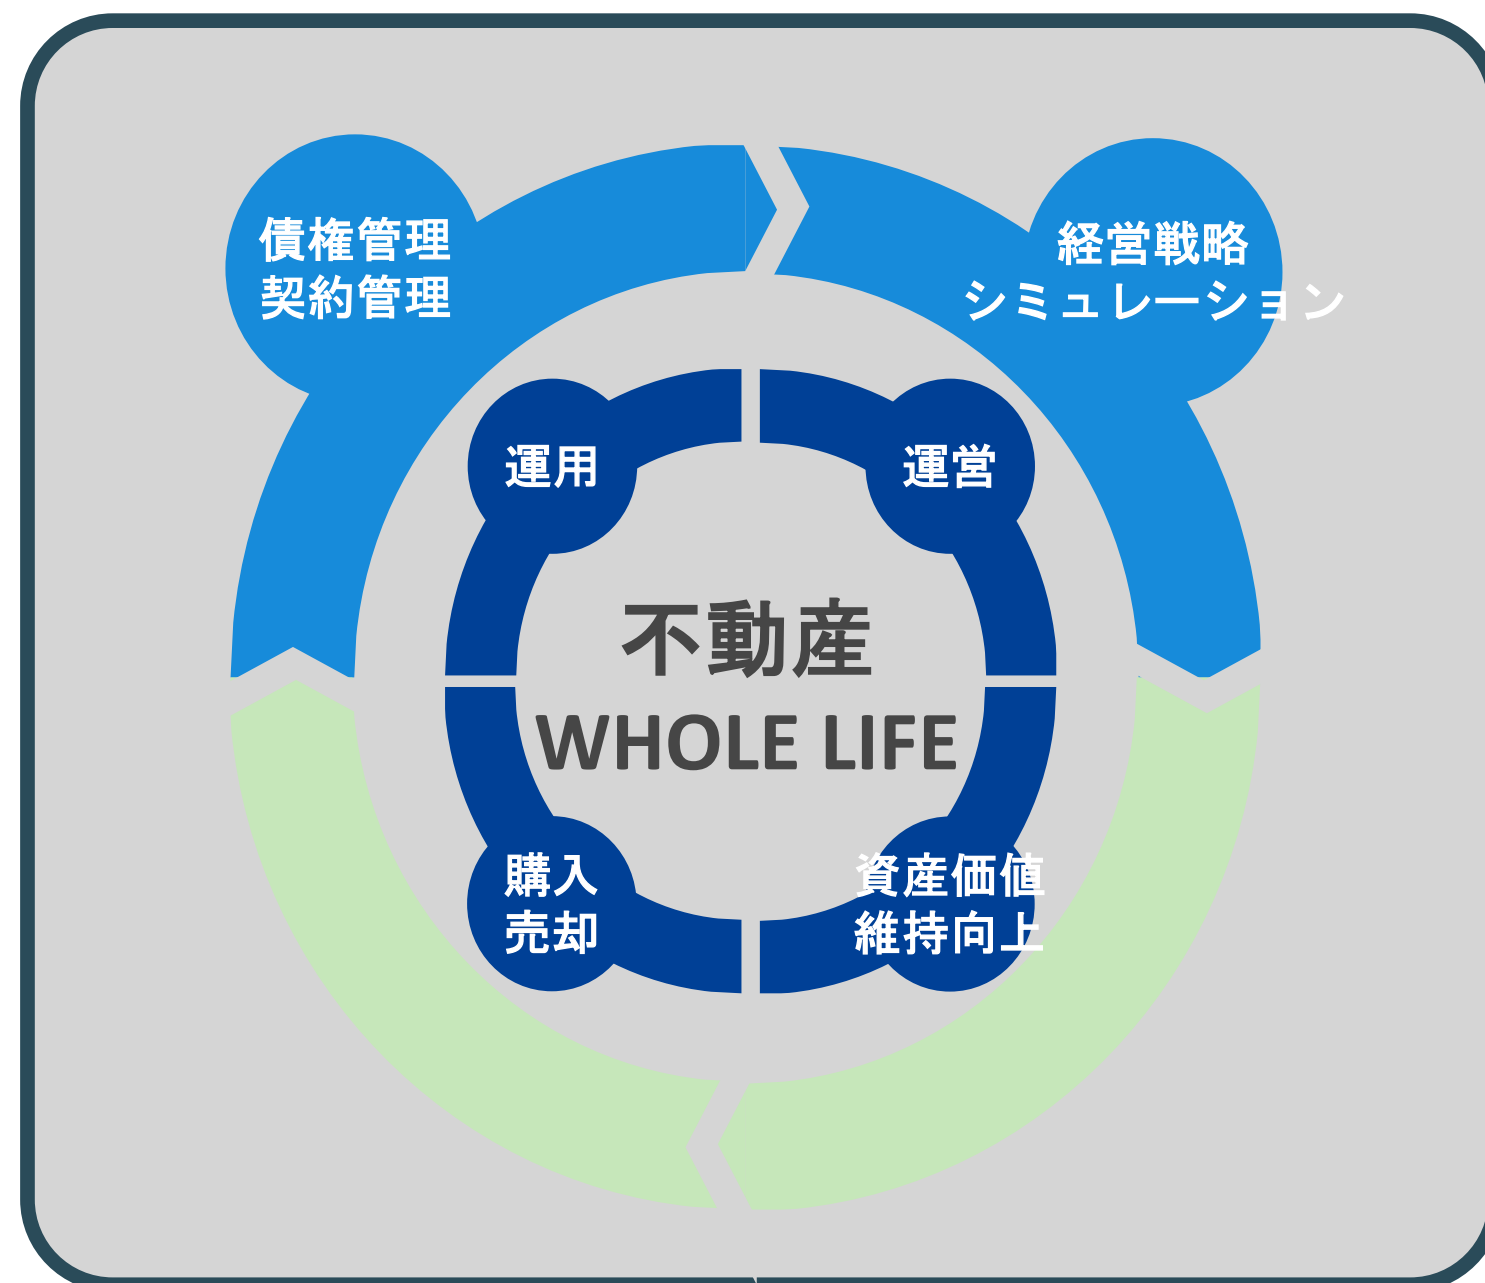 債権管理
契約管理
経営戦略
シミュレーション
運用
運営
不動産
WHOLE LIFE
購入
売却
資産価値
維持向上